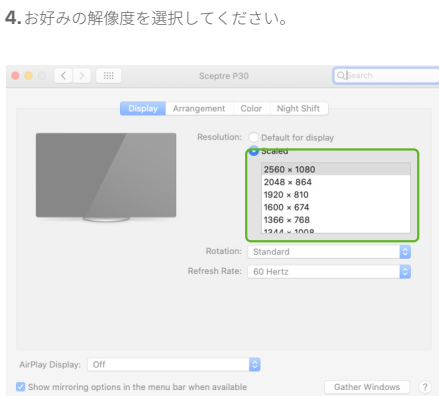 4.お好みの解像度を選択してください。
Sceptre P30
Search
Display Arrangement Color Night Shift
Resolution: Default for display
Scaled
2560 × 1080
2048 × 864
1920 × 810
1600 × 674
1366 × 768
1344 × 1008
Rotation: Standard
Refresh Rate: 60 Hertz
AirPlay Display: Off
Show mirroring options in the menu bar when available
Gather Windows ?